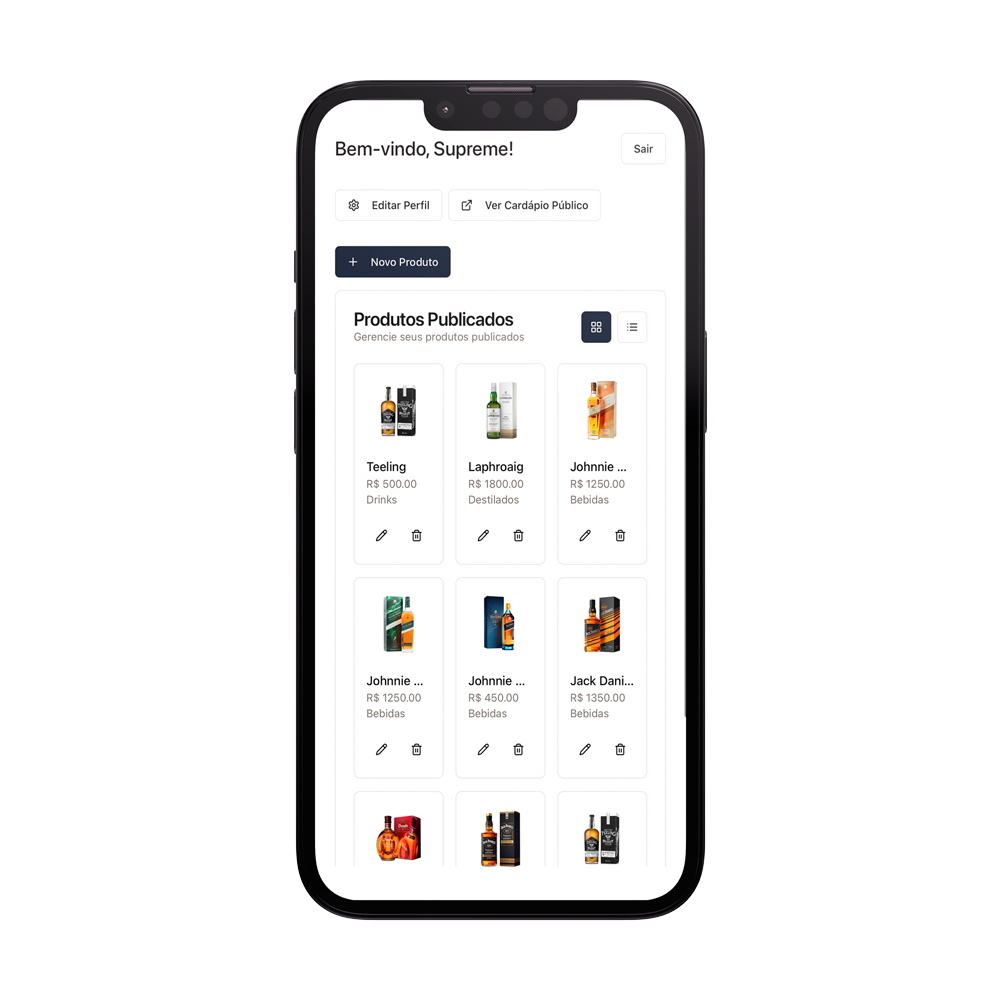 Bem-vindo, Supreme!
Sair
Editar Perfil
Ver Cardápio Público
Novo Produto
Produtos Publicados
Gerencie seus produtos publicados
Teeling
R$ 500.00
Drinks
Laphroaig
R$ 1800.00
Destilados
Johnnie ...
R$ 1250.00
Bebidas
Johnnie ...
R$ 1250.00
Bebidas
Johnnie ...
R$ 450.00
Bebidas
Jack Dani...
R$ 1350.00
Bebidas